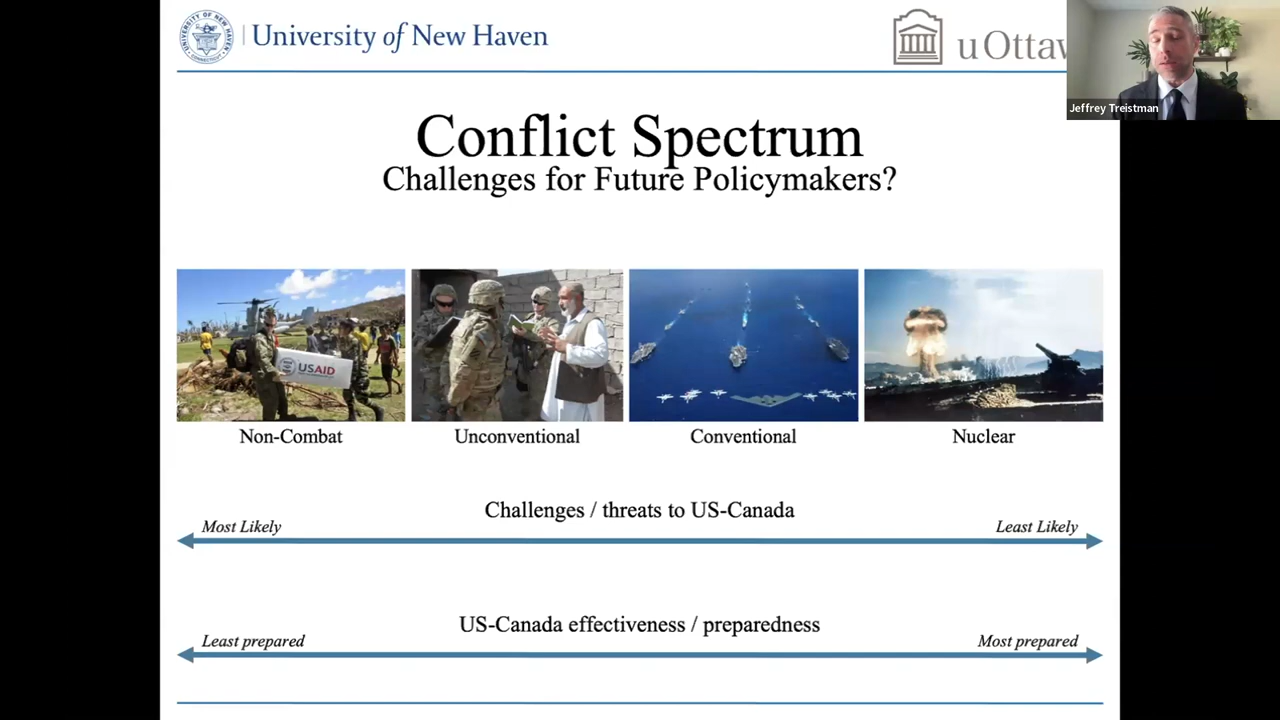 University of New Haven
uOttaw
Jeffrey Treistman
Conflict Spectrum
Challenges for Future Policymakers?
USAID
Non-Combat
Unconventional
Conventional
Nuclear
Challenges / threats to US-Canada
Most Likely
Least Likely
US-Canada effectiveness / preparedness
Least prepared
Most prepared